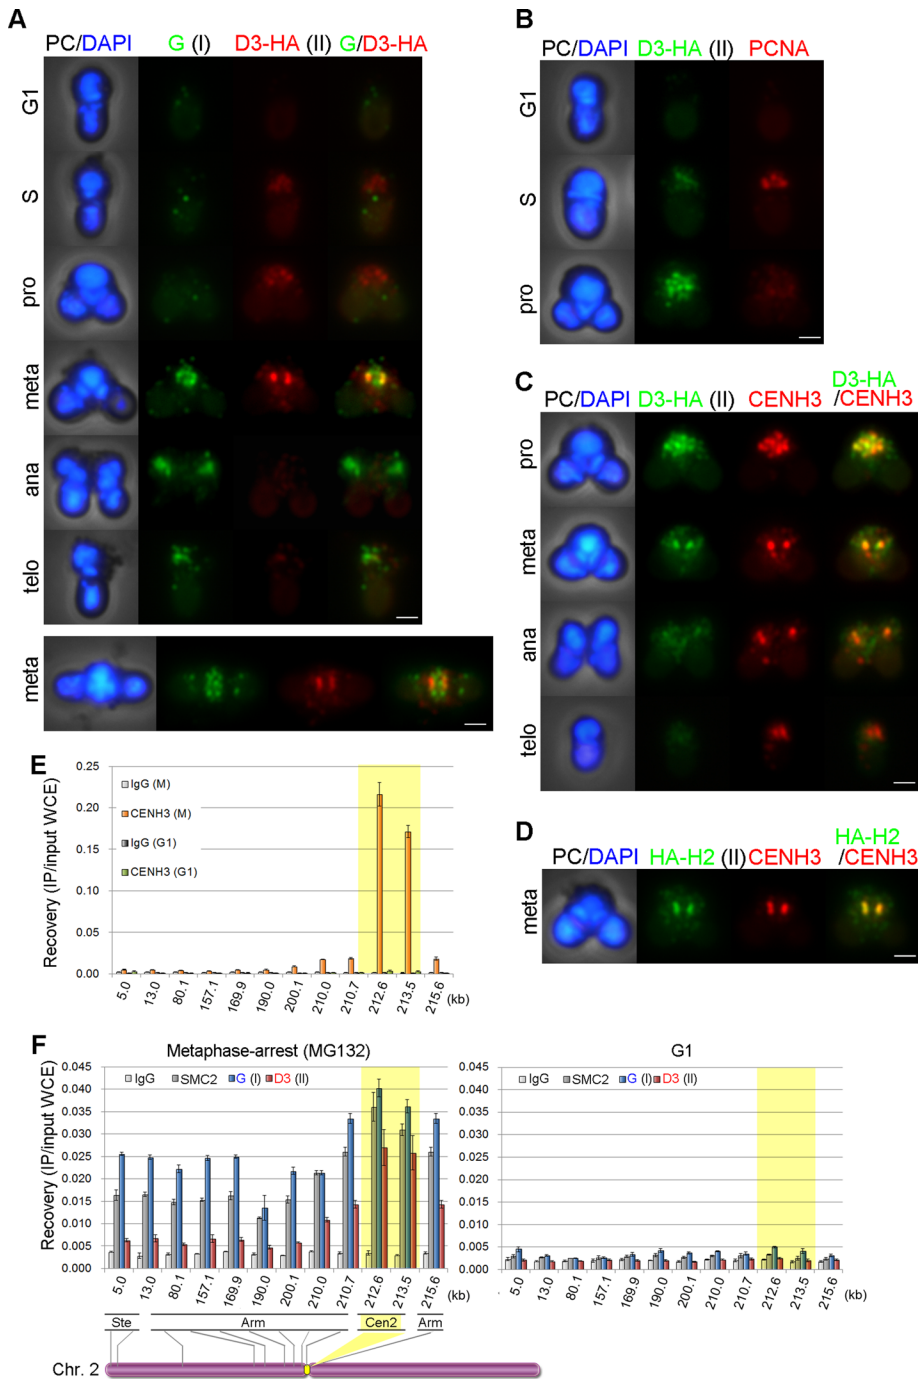 A
PC/DAPI G (I) D3-HA (II) G/D3-HA
G1
S
pro
meta
ana
telo
meta
B
PC/DAPI D3-HA (II) PCNA
G1
S
pro
C
PC/DAPI D3-HA (II) CENH3 D3-HA
/CENH3
pro
meta
ana
telo
D
PC/DAPI HA-H2 (II) CENH3 HA-H2
/CENH3
meta
E
Recovery (IP/input WCE)
0.25
0.20
0.15
0.10
0.05
0.00
IgG (M)
CENH3 (M)
IgG (G1)
CENH3 (G1)
5.0 13.0 80.1 157.1 169.9 190.0 200.1 210.0 210.7 212.6 213.5 215.6 (kb)
F
Metaphase-arrest (MG132)
Recovery (IP/input WCE)
0.045
0.040
0.035
0.030
0.025
0.020
0.015
0.010
0.005
0.000
IgG SMC2 G (I) D3 (II)
5.0 13.0 80.1 157.1 169.9 190.0 200.1 210.0 210.7 212.6 213.5 215.6 (kb)
Ste Arm Cen2 Arm
Chr. 2
G1
0.045
0.040
0.035
0.030
0.025
0.020
0.015
0.010
0.005
0.000
IgG SMC2 G (I) D3 (II)
5.0 13.0 80.1 157.1 169.9 190.0 200.1 210.0 210.7 212.6 213.5 215.6 (kb)